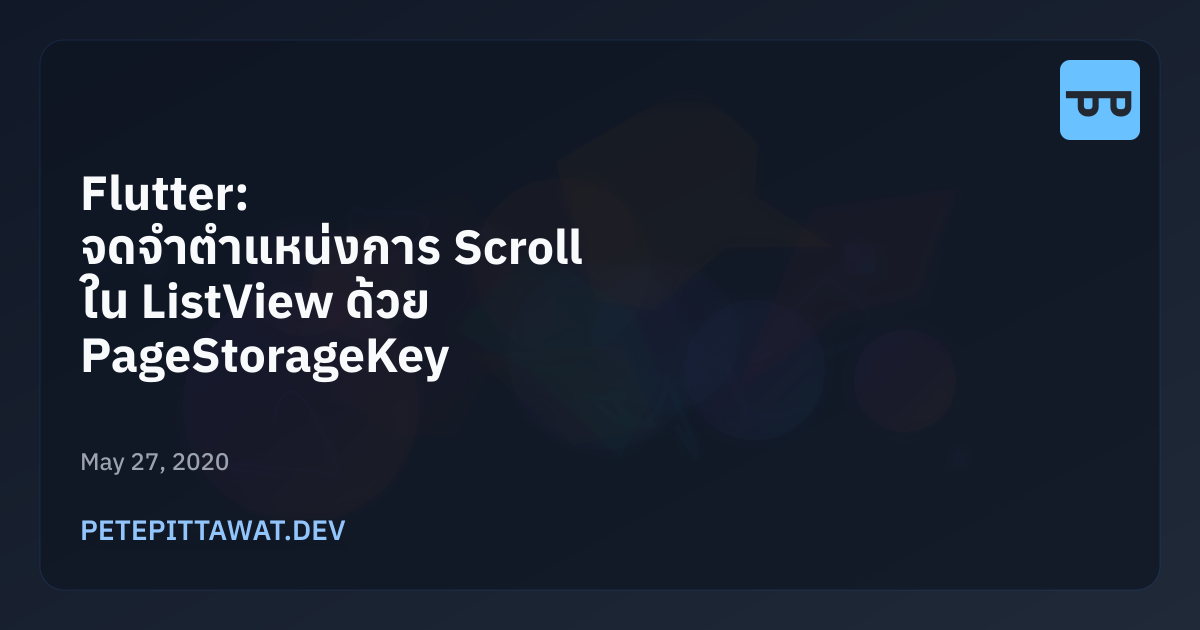 Flutter:
จดจำตำแหน่งการ Scroll
ใน ListView ด้วย
PageStorageKey
May 27, 2020
PETEPITTAWAT.DEV